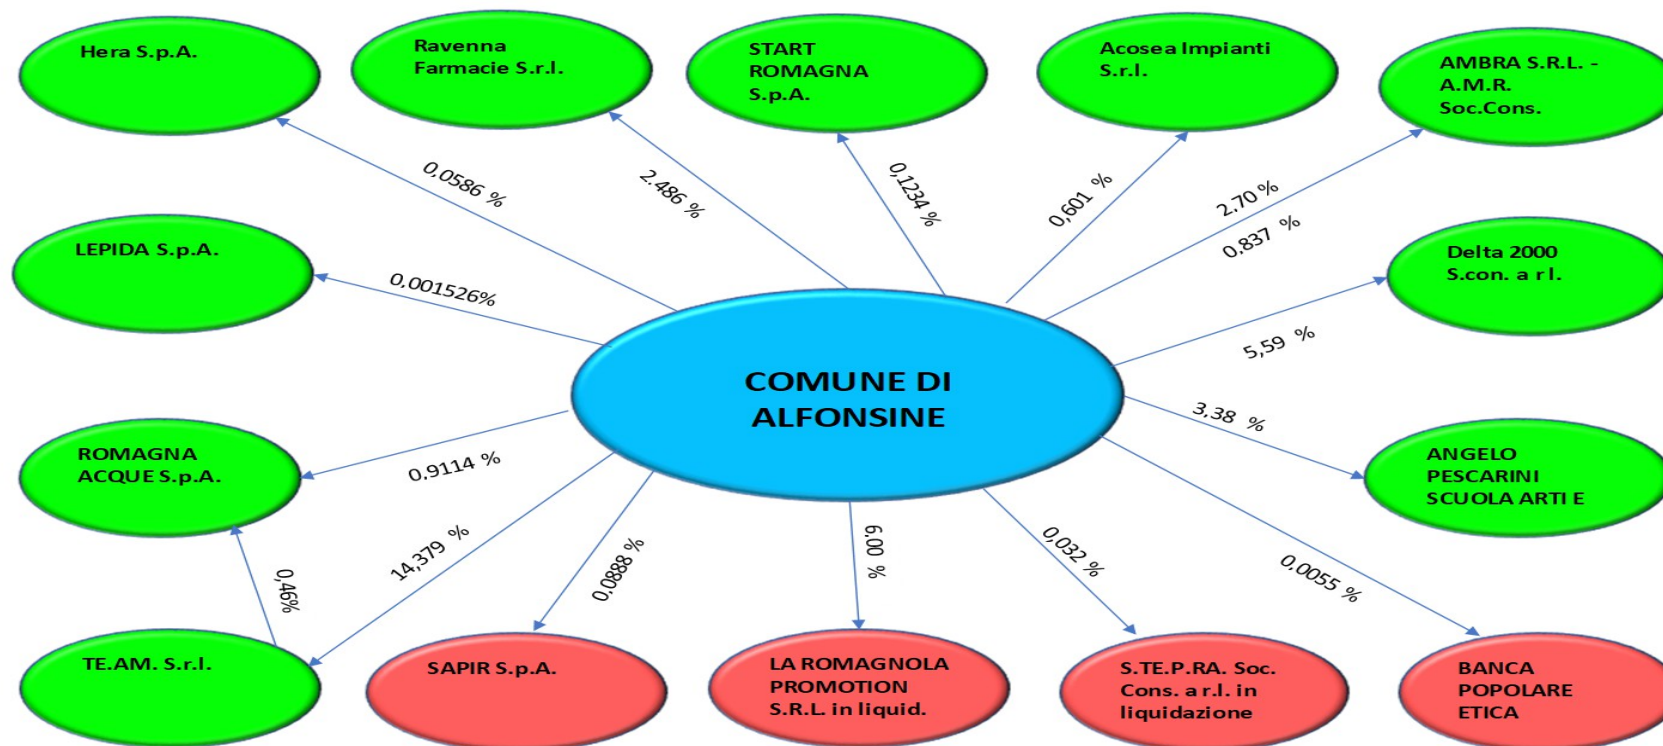 Hera S.p.A.
Ravenna
Farmacie S.r.l.
START
ROMAGNA
S.p.A.
Acosea Impianti
S.r.l.
AMBRA S.R.L. -
A.M.R.
Soc.Cons.
0,0586 %
2.486 %
0,1234 %
0,601 %
2.70 %
0,837 %
LEPIDA S.p.A.
0,001526%
Delta 2000
S.con. a r l.
5,59 %
COMUNE DI
ALFONSINE
3,38 %
ROMAGNA
ACQUE S.p.A.
0,9114 %
ANGELO
PESCARINI
SCUOLA ARTI E
14,379 %
0,46%
0,0888 %
6,00 %
0,032 %
0,0055 %
TE.AM. S.r.l.
SAPIR S.p.A.
LA ROMAGNOLA
PROMOTION
S.R.L. in liquid.
S.TE.P.RA. Soc.
Cons. a r.l. in
liquidazione
BANCA
POPOLARE
ETICA